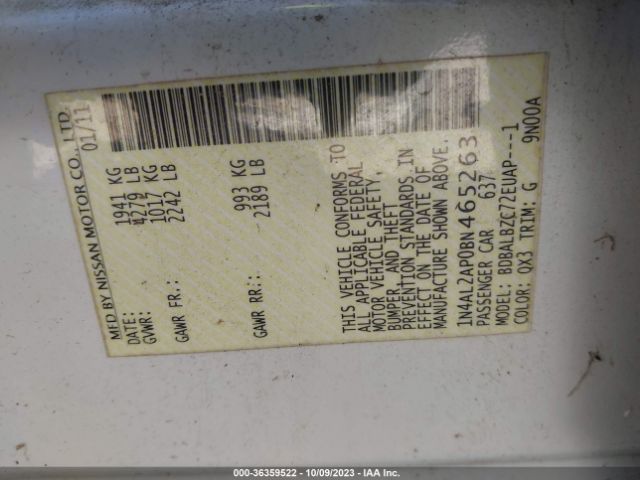 MFD BY NISSAN MOTOR CO., LTD.
DATE: 01/11
GVWR: 1941 KG
4279 LB
GAWR FR.: 1017 KG
2242 LB
GAWR RR.: 993 KG
2189 LB
THIS VEHICLE CONFORMS TO
ALL APPLICABLE FEDERAL
MOTOR VEHICLE SAFETY,
BUMPER, AND THEFT
PREVENTION STANDARDS IN
EFFECT ON THE DATE OF
MANUFACTURE SHOWN ABOVE.
1N4AL2AP0BN465263
PASSENGER CAR 637
MODEL: BDBALBZC72EUAP---1
COLOR: QX3 TRIM: G 9N00A
000-36359522 - 10/09/2023 - IAA Inc.